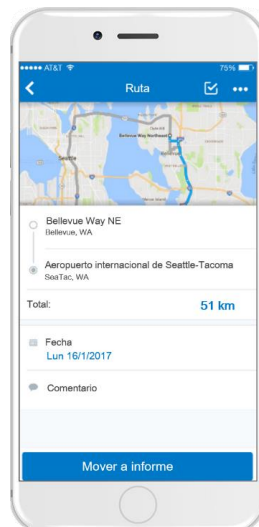 AT&T 75%
Ruta
Bellevue Way Northeast
Seattle
Bellevue Way NE
Bellevue, WA
Aeropuerto internacional de Seattle-Tacoma
SeaTac, WA
Total: 51 km
Fecha
Lun 16/1/2017
Comentario
Mover a informe